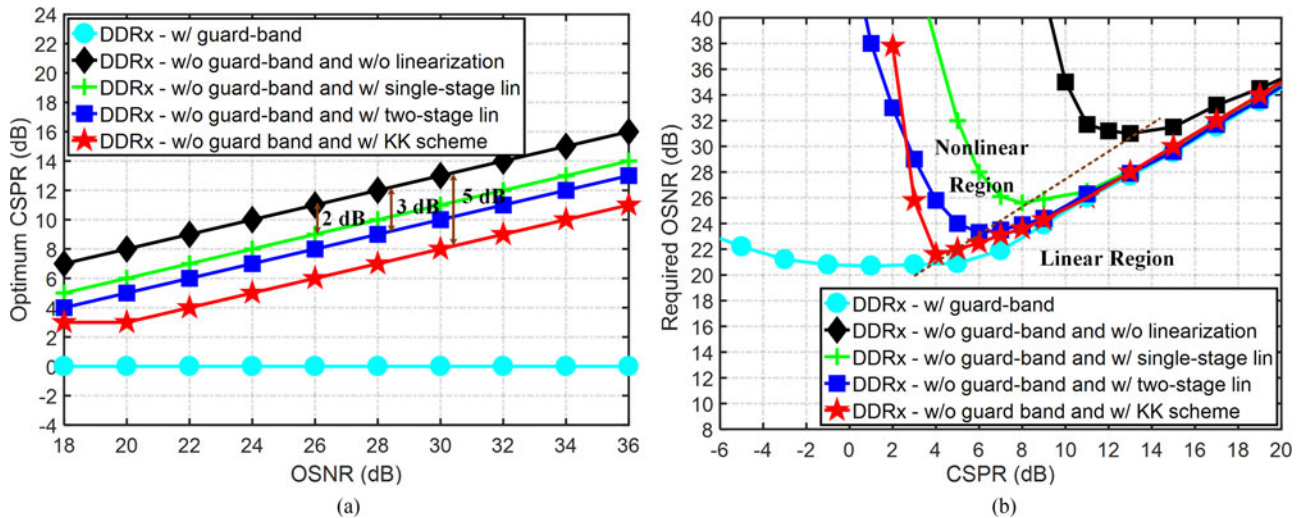 24
22
20
18
16
14
12
10
8
6
4
2
0
-2
-4
Optimum CSPR (dB)
DDRx - w/ guard-band
DDRx - w/o guard-band and w/o linearization
DDRx - w/o guard-band and w/ single-stage lin
DDRx - w/o guard-band and w/ two-stage lin
DDRx - w/o guard band and w/ KK scheme
2 dB
3 dB
5 dB
18 20 22 24 26 28 30 32 34 36
OSNR (dB)
(a)
40
38
36
34
32
30
28
26
24
22
20
18
16
14
12
10
8
Required OSNR (dB)
Nonlinear
Region
Linear Region
DDRx - w/ guard-band
DDRx - w/o guard-band and w/o linearization
DDRx - w/o guard-band and w/ single-stage lin
DDRx - w/o guard-band and w/ two-stage lin
DDRx - w/o guard band and w/ KK scheme
-6 -4 -2 0 2 4 6 8 10 12 14 16 18 20
CSPR (dB)
(b)